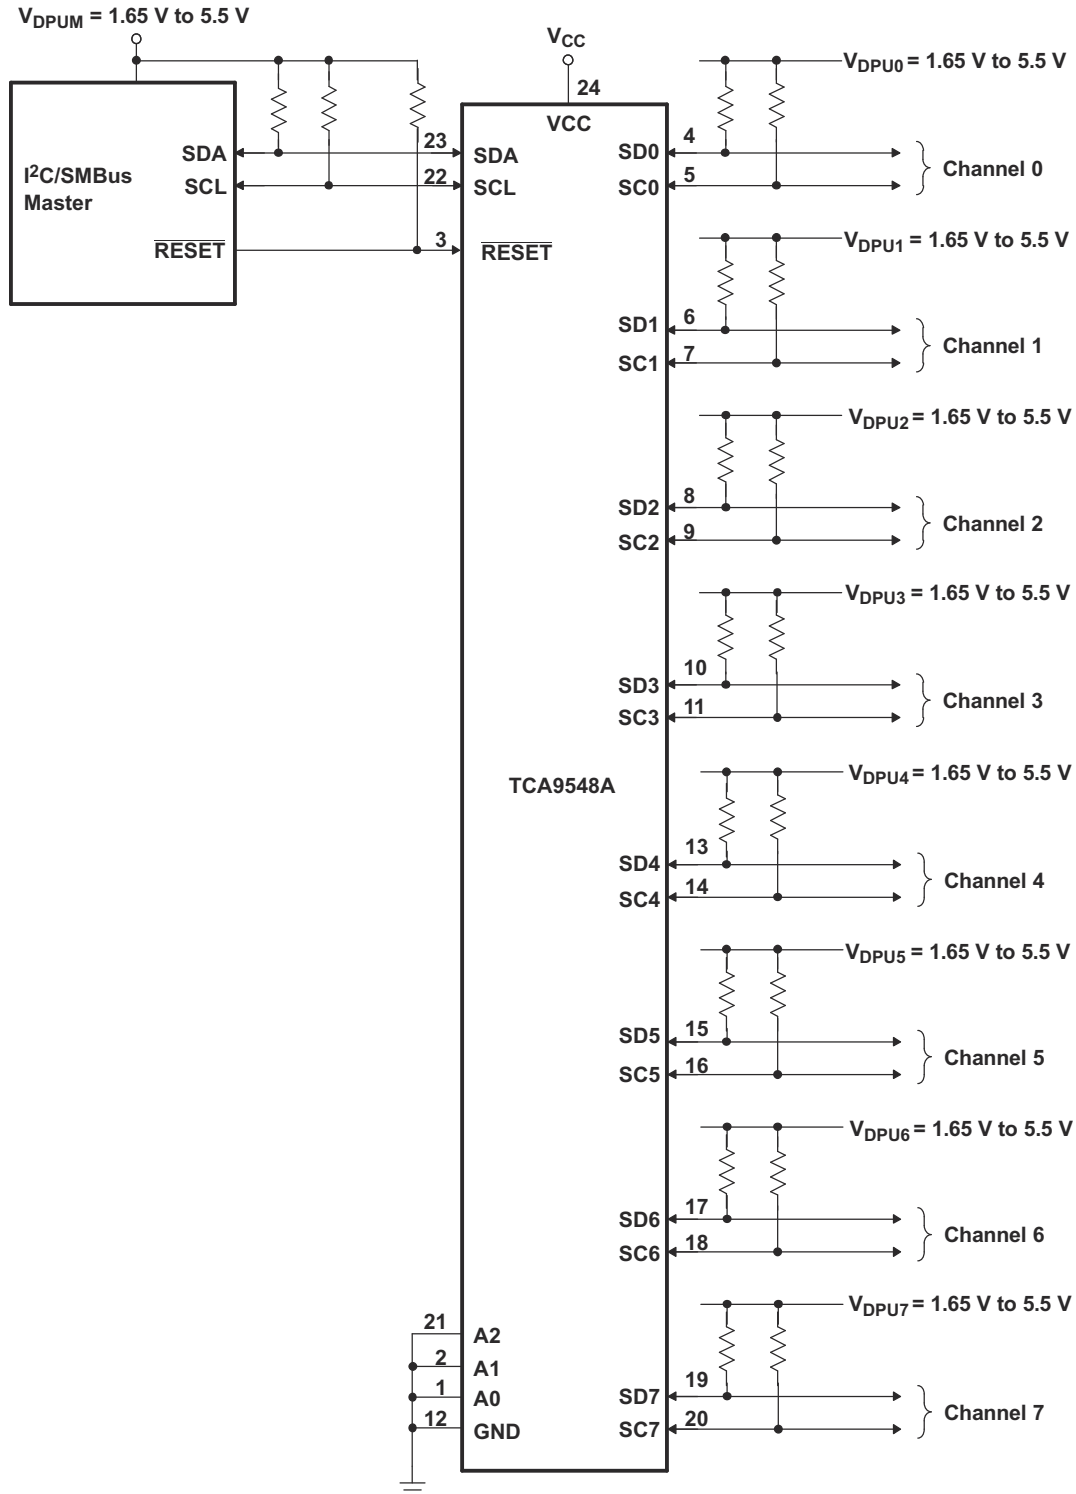 VDPUM = 1.65 V to 5.5 V
VCC
24
VCC
I²C/SMBus
Master
SDA
SCL
RESET
23
22
3
SDA
SCL
RESET
TCA9548A
21
2
1
12
A2
A1
A0
GND
VDPU0 = 1.65 V to 5.5 V
SD0 4
SC0 5
Channel 0
VDPU1 = 1.65 V to 5.5 V
SD1 6
SC1 7
Channel 1
VDPU2 = 1.65 V to 5.5 V
SD2 8
SC2 9
Channel 2
VDPU3 = 1.65 V to 5.5 V
SD3 10
SC3 11
Channel 3
VDPU4 = 1.65 V to 5.5 V
SD4 13
SC4 14
Channel 4
VDPU5 = 1.65 V to 5.5 V
SD5 15
SC5 16
Channel 5
VDPU6 = 1.65 V to 5.5 V
SD6 17
SC6 18
Channel 6
VDPU7 = 1.65 V to 5.5 V
SD7 19
SC7 20
Channel 7